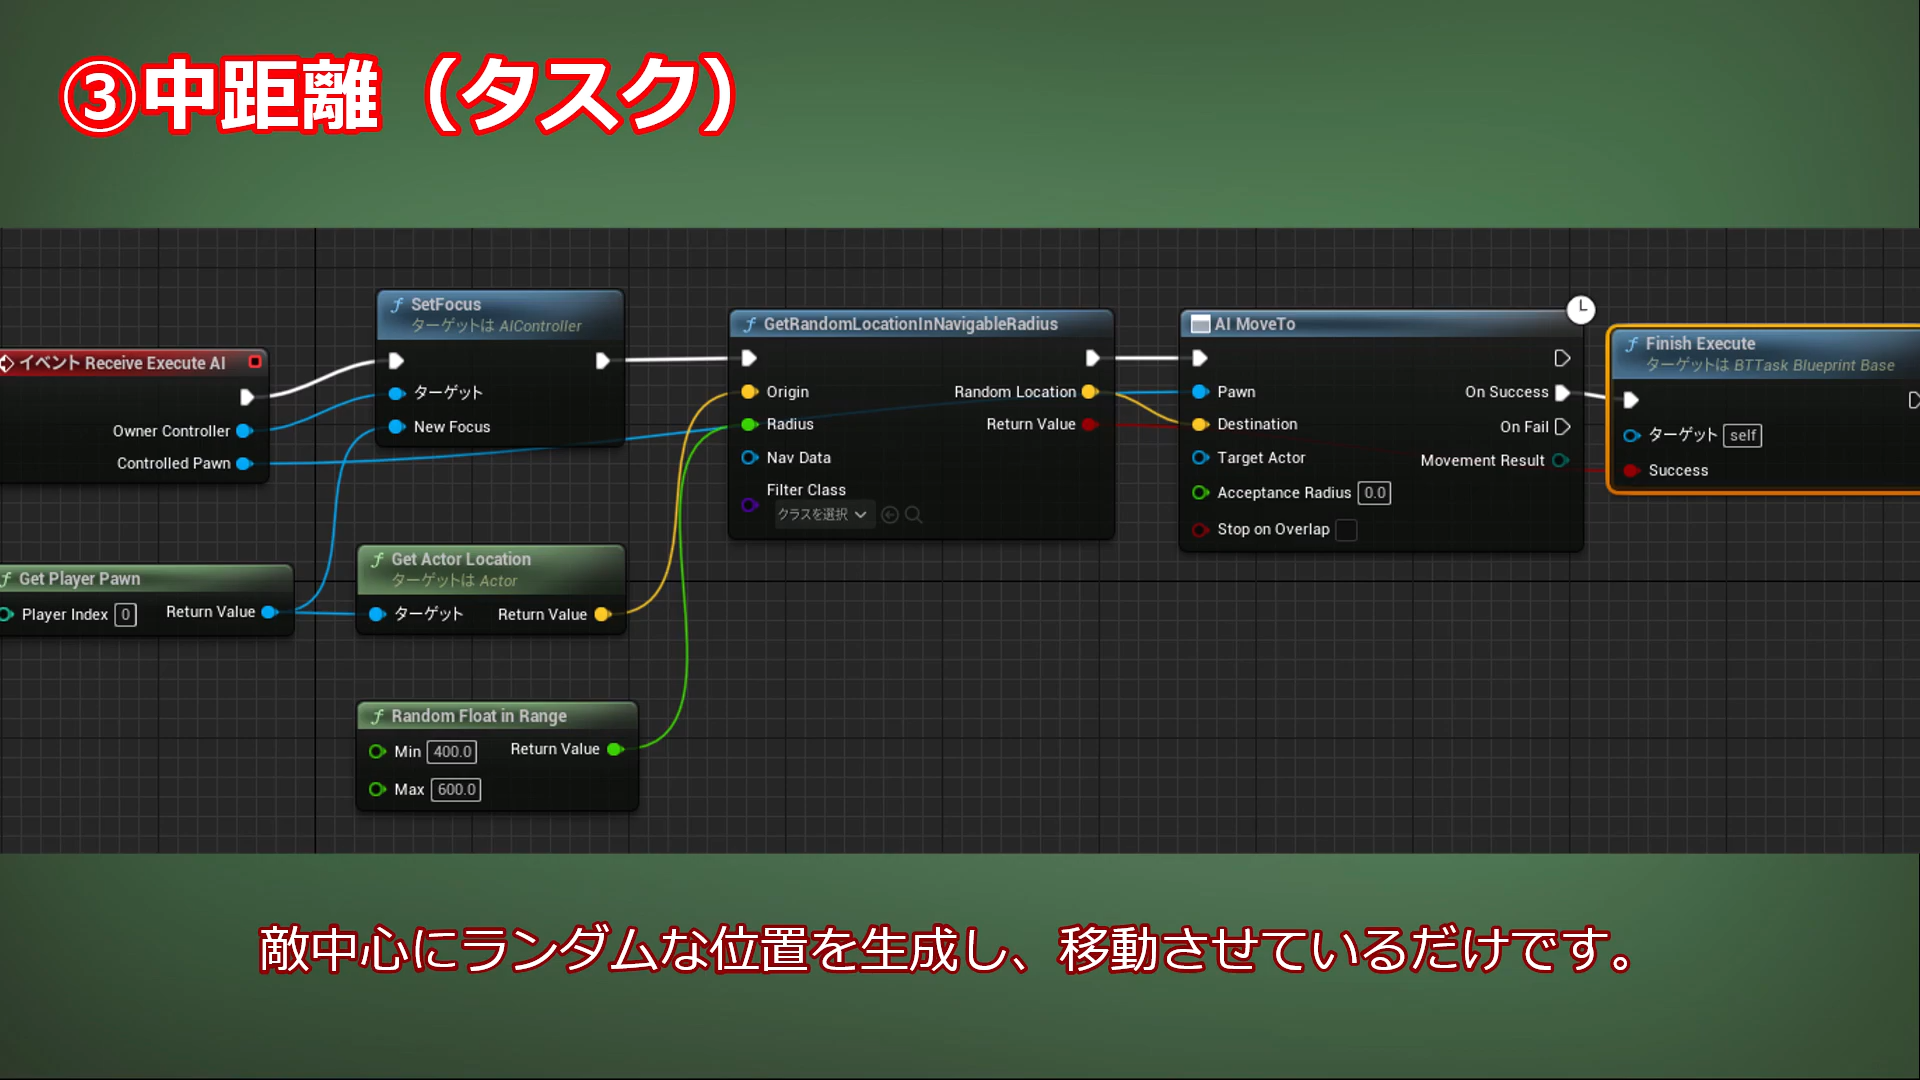 ③中距離（タスク）
イベント Receive Execute AI
Owner Controller
Controlled Pawn
SetFocus
ターゲットは AIController
ターゲット
New Focus
GetRandomLocationInNavigableRadius
Origin
Random Location
Radius
Return Value
Nav Data
Filter Class
クラスを選択
AI MoveTo
Pawn
On Success
Destination
On Fail
Target Actor
Movement Result
Acceptance Radius 0.0
Stop on Overlap
Finish Execute
ターゲットは BTTask Blueprint Base
ターゲット self
Success
Get Player Pawn
Player Index 0
Return Value
Get Actor Location
ターゲットは Actor
ターゲット
Return Value
Random Float in Range
Min 400.0
Return Value
Max 600.0
敵中心にランダムな位置を生成し、移動させているだけです。